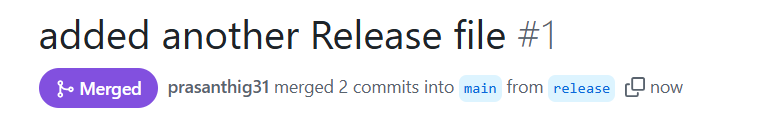 added another Release file #1
Merged prasanthig31 merged 2 commits into main from release now